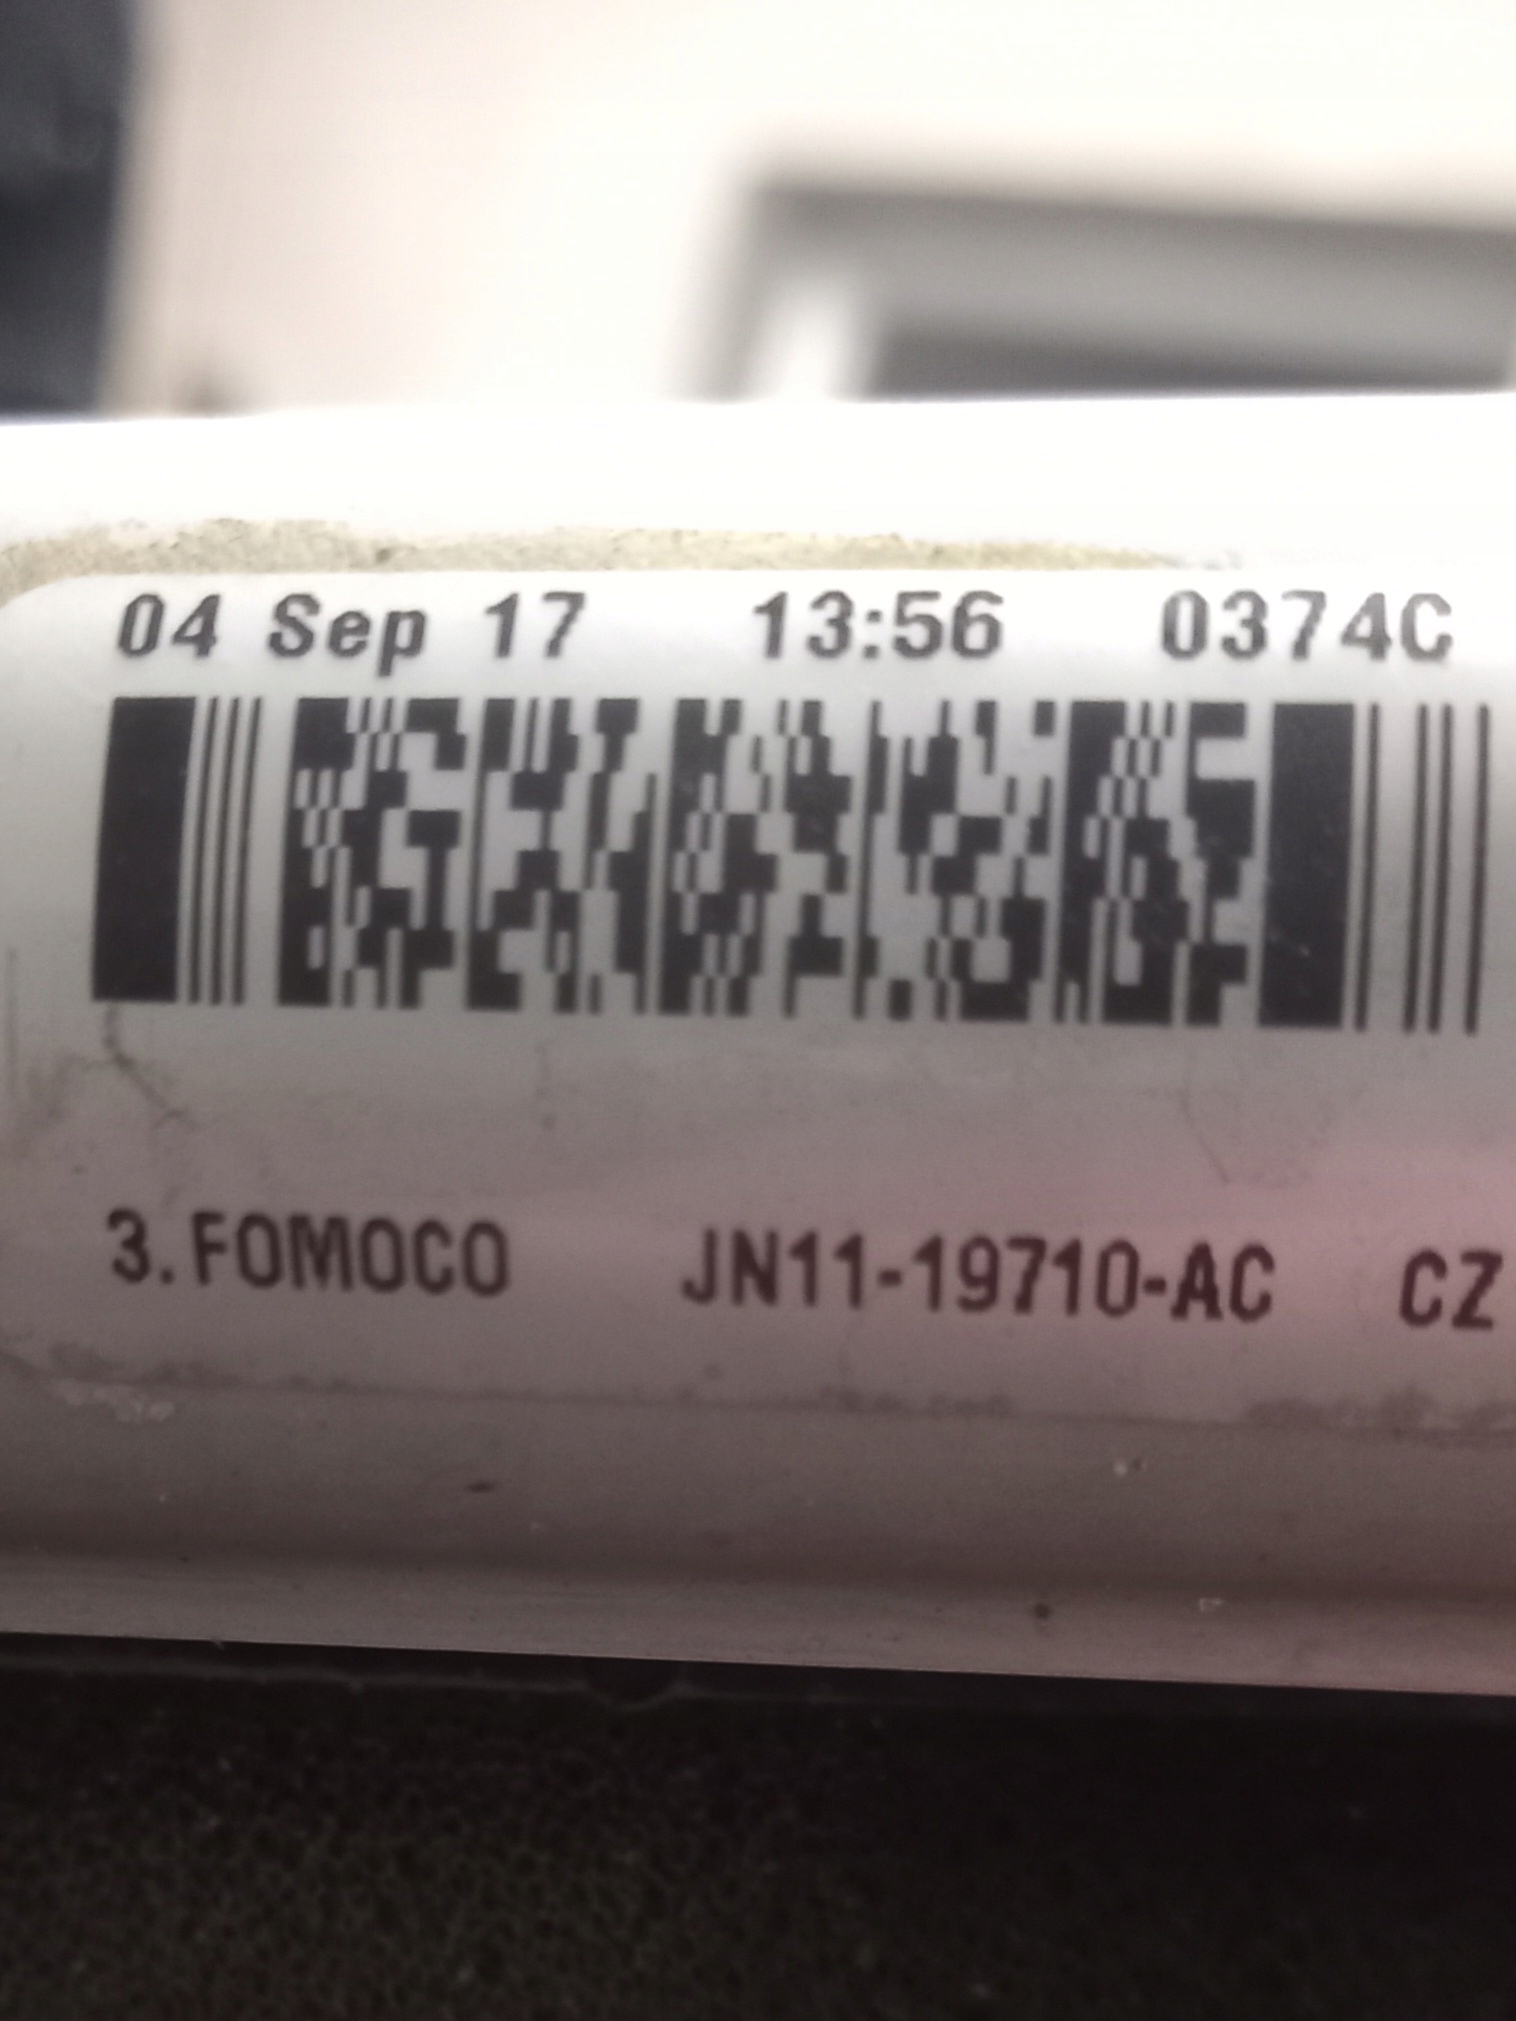 04 Sep 17 13:56 0374C
3. FOMOCO JN11-19710-AC CZ